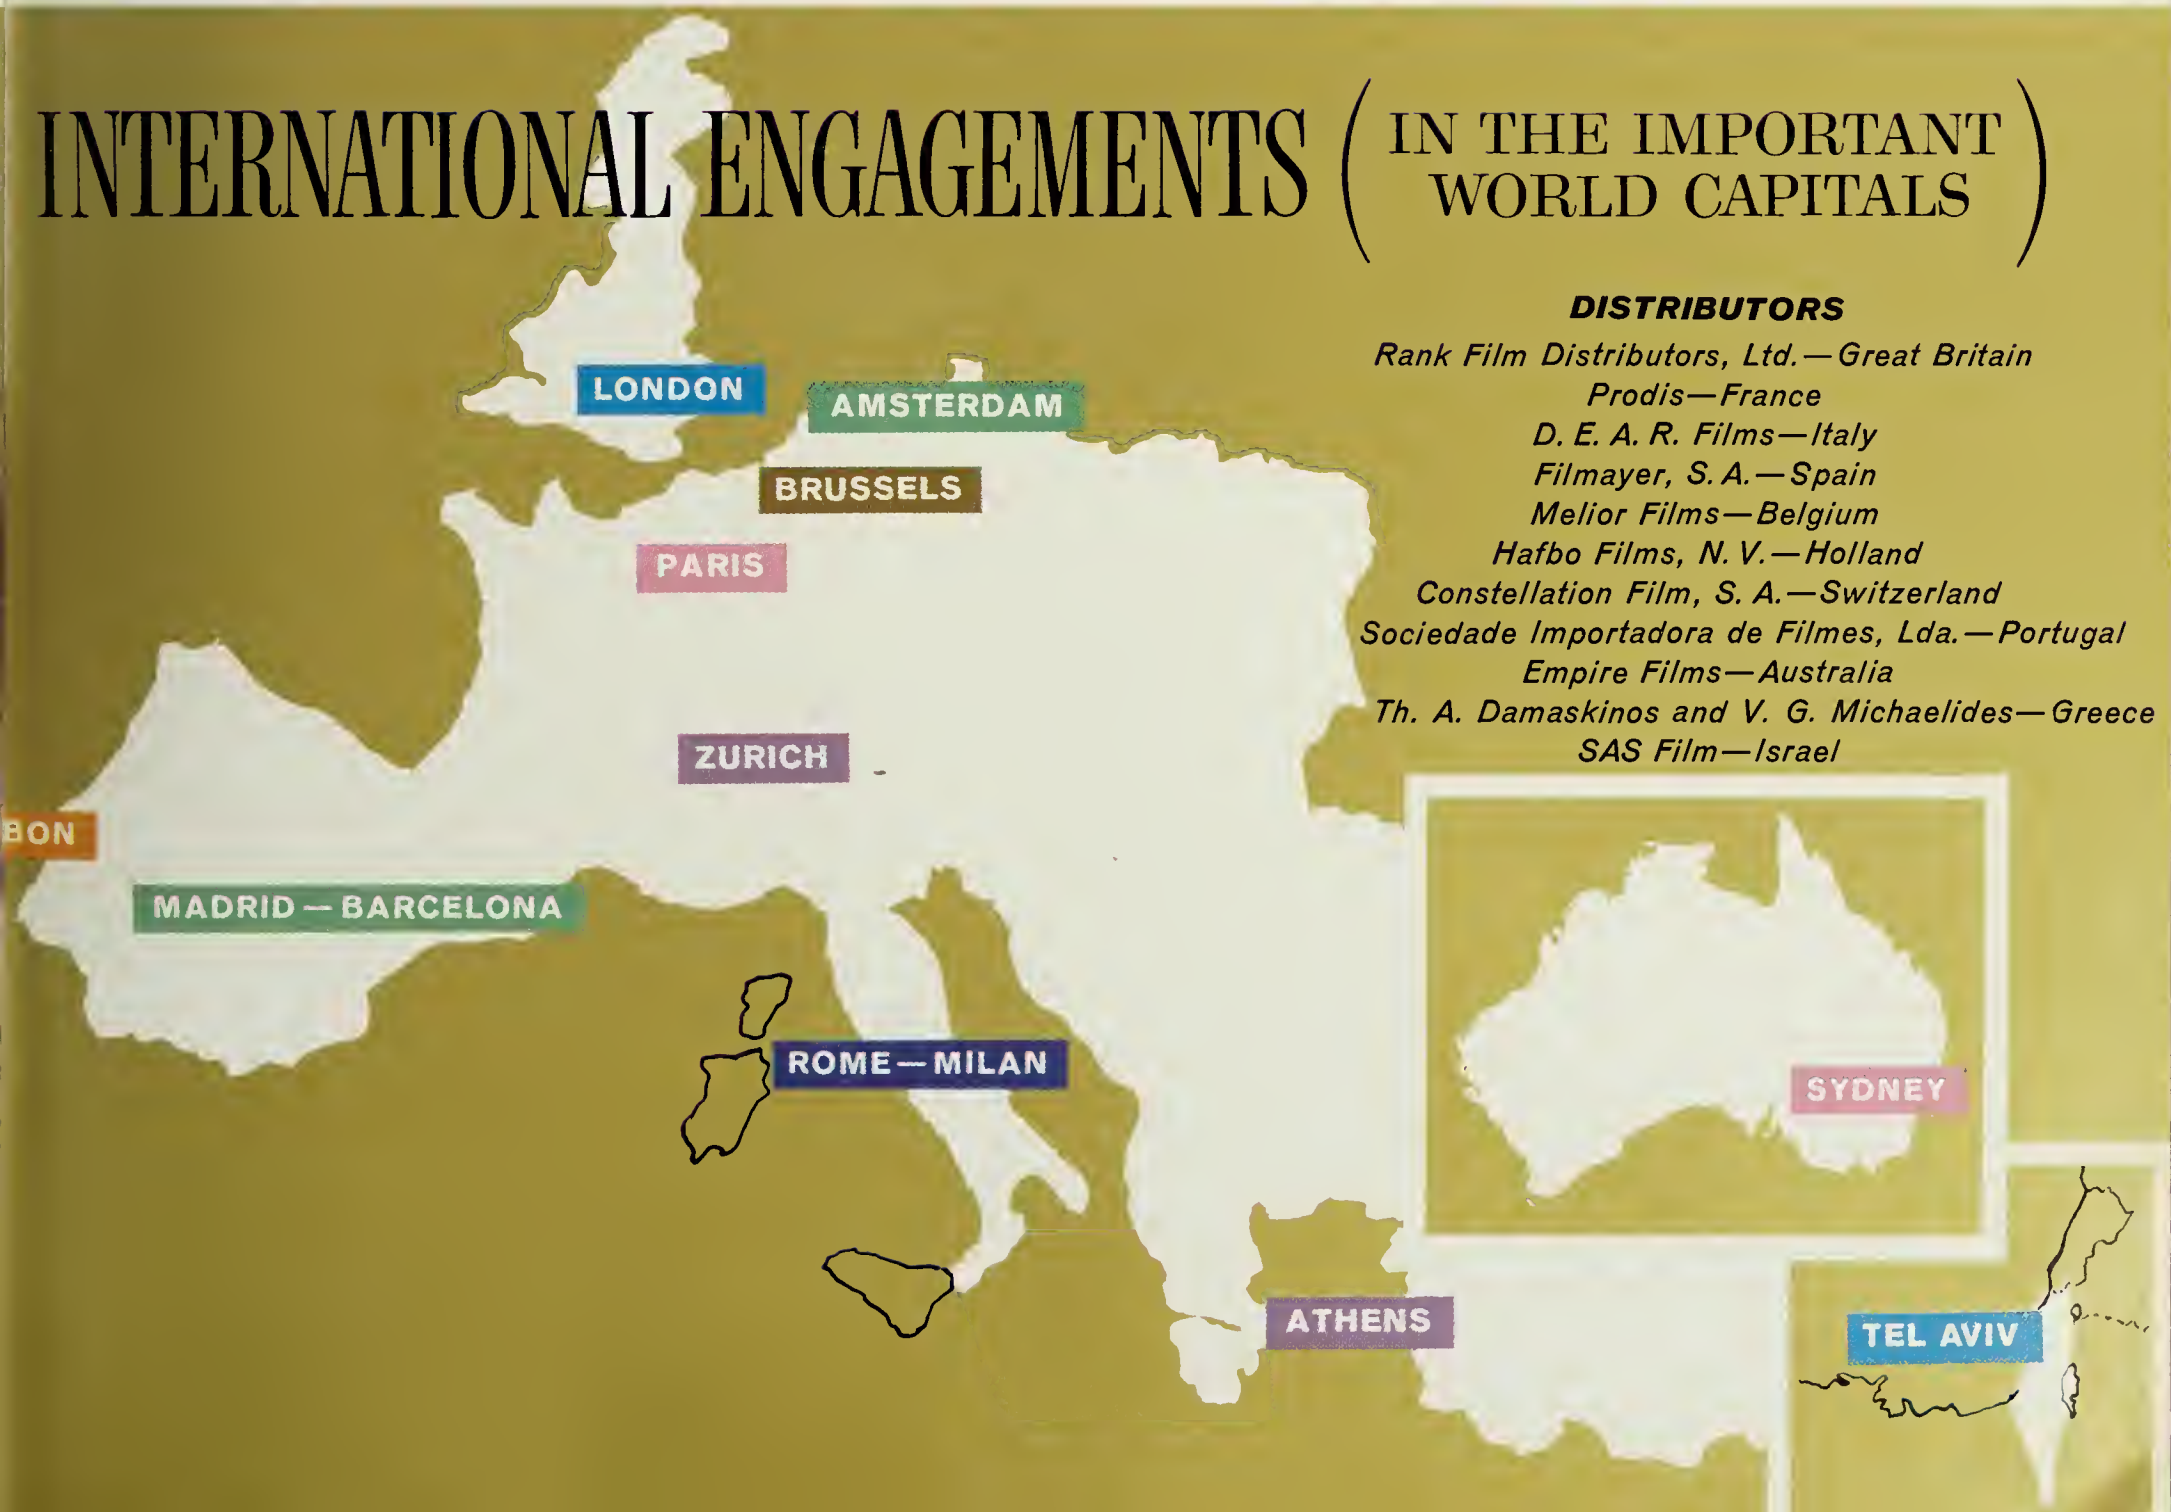 INTERNATIONAL ENGAGEMENTS (IN THE IMPORTANT
WORLD CAPITALS)
DISTRIBUTORS
Rank Film Distributors, Ltd.—Great Britain
Prodis—France
D. E. A. R. Films—Italy
Filmayer, S. A.—Spain
Melior Films—Belgium
Hafbo Films, N. V.—Holland
Constellation Film, S. A.—Switzerland
Sociedade Importadora de Filmes, Lda.—Portugal
Empire Films—Australia
Th. A. Damaskinos and V. G. Michaelides—Greece
SAS Film—Israel
LONDON
AMSTERDAM
BRUSSELS
PARIS
ZURICH
BON
MADRID—BARCELONA
ROME—MILAN
SYDNEY
ATHENS
TEL AVIV